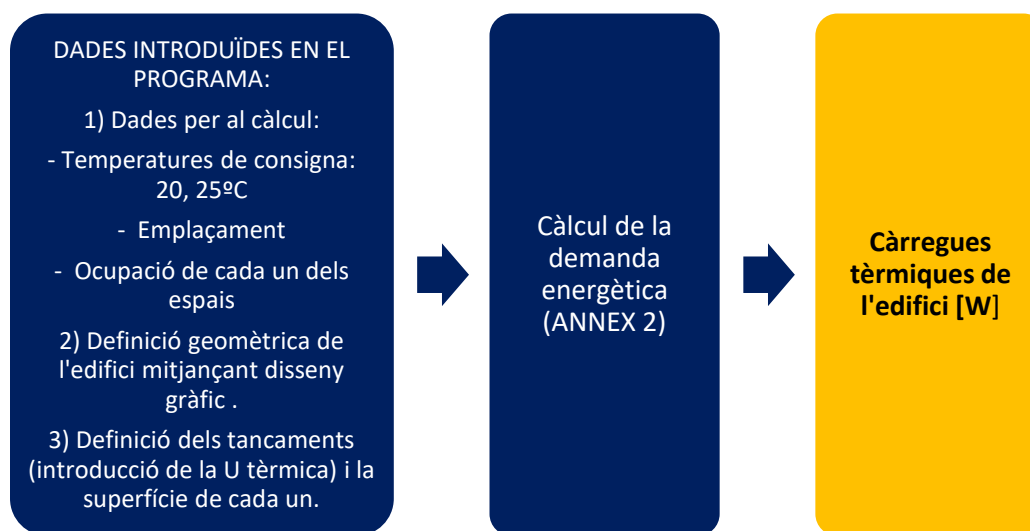 DADES INTRODUÏDES EN EL
PROGRAMA:
1) Dades per al càlcul:
- Temperatures de consigna:
20, 25ºC
- Emplaçament
- Ocupació de cada un dels
espais
2) Definició geomètrica de
l'edifici mitjançant disseny
gràfic .
3) Definició dels tancaments
(introducció de la U tèrmica) i la
superfície de cada un.
Càlcul de la
demanda
energètica
(ANNEX 2)
Càrregues
tèrmiques de
l'edifici [W]